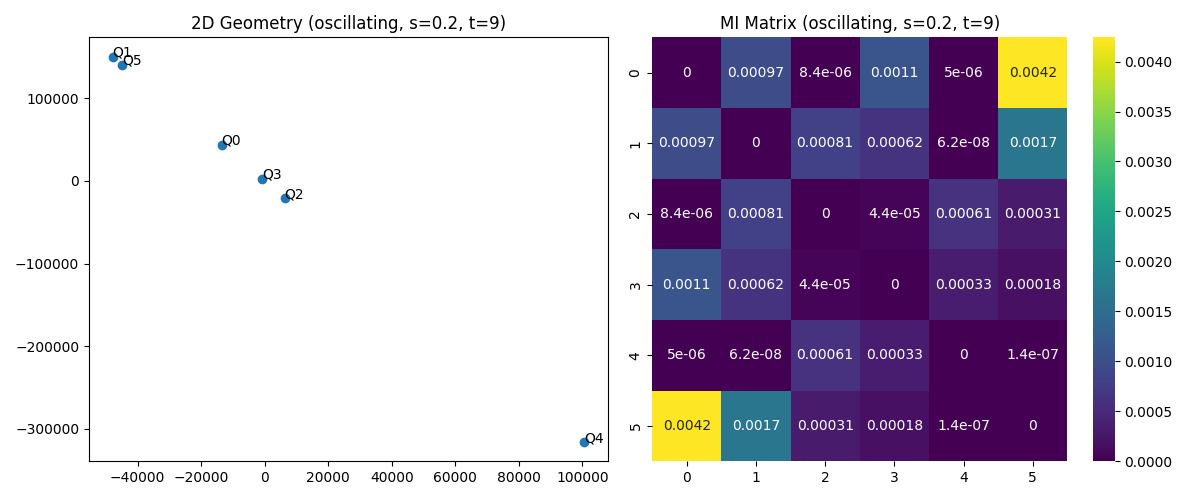 2D Geometry (oscillating, s=0.2, t=9)
Q1
Q5
Q0
Q3
Q2
Q4
100000
0
−100000
−200000
−300000
−40000 −20000 0 20000 40000 60000 80000 100000
MI Matrix (oscillating, s=0.2, t=9)
0 0 0.00097 8.4e-06 0.0011 5e-06 0.0042
1 0.00097 0 0.00081 0.00062 6.2e-08 0.0017
2 8.4e-06 0.00081 0 4.4e-05 0.00061 0.00031
3 0.0011 0.00062 4.4e-05 0 0.00033 0.00018
4 5e-06 6.2e-08 0.00061 0.00033 0 1.4e-07
5 0.0042 0.0017 0.00031 0.00018 1.4e-07 0
0 1 2 3 4 5
0.0040
0.0035
0.0030
0.0025
0.0020
0.0015
0.0010
0.0005
0.0000